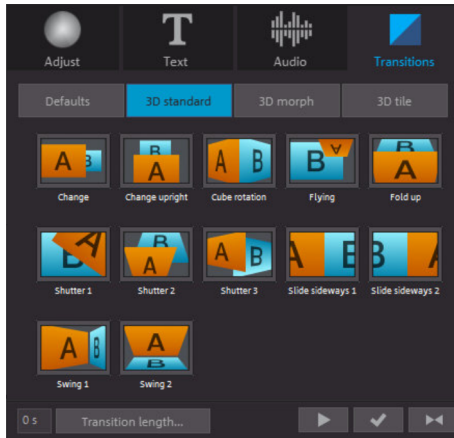 Adjust Text Audio Transitions
Defaults 3D standard 3D morph 3D tile
A B B A A B B A B A
Change Change upright Cube rotation Flying Fold up
B A B A A B A B B A
Shutter 1 Shutter 2 Shutter 3 Slide sideways 1 Slide sideways 2
A B A B
Swing 1 Swing 2
0 s Transition length...